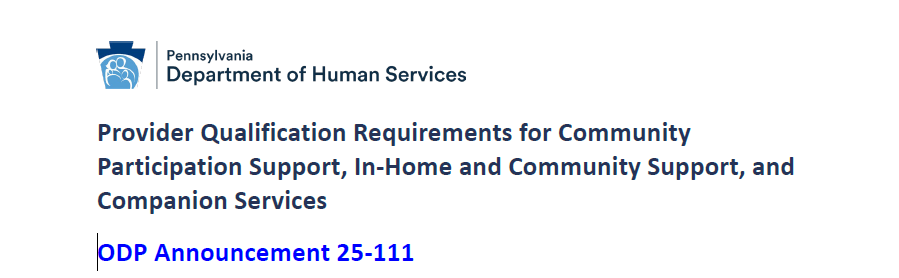 Pennsylvania
Department of Human Services
Provider Qualification Requirements for Community
Participation Support, In-Home and Community Support, and
Companion Services
ODP Announcement 25-111